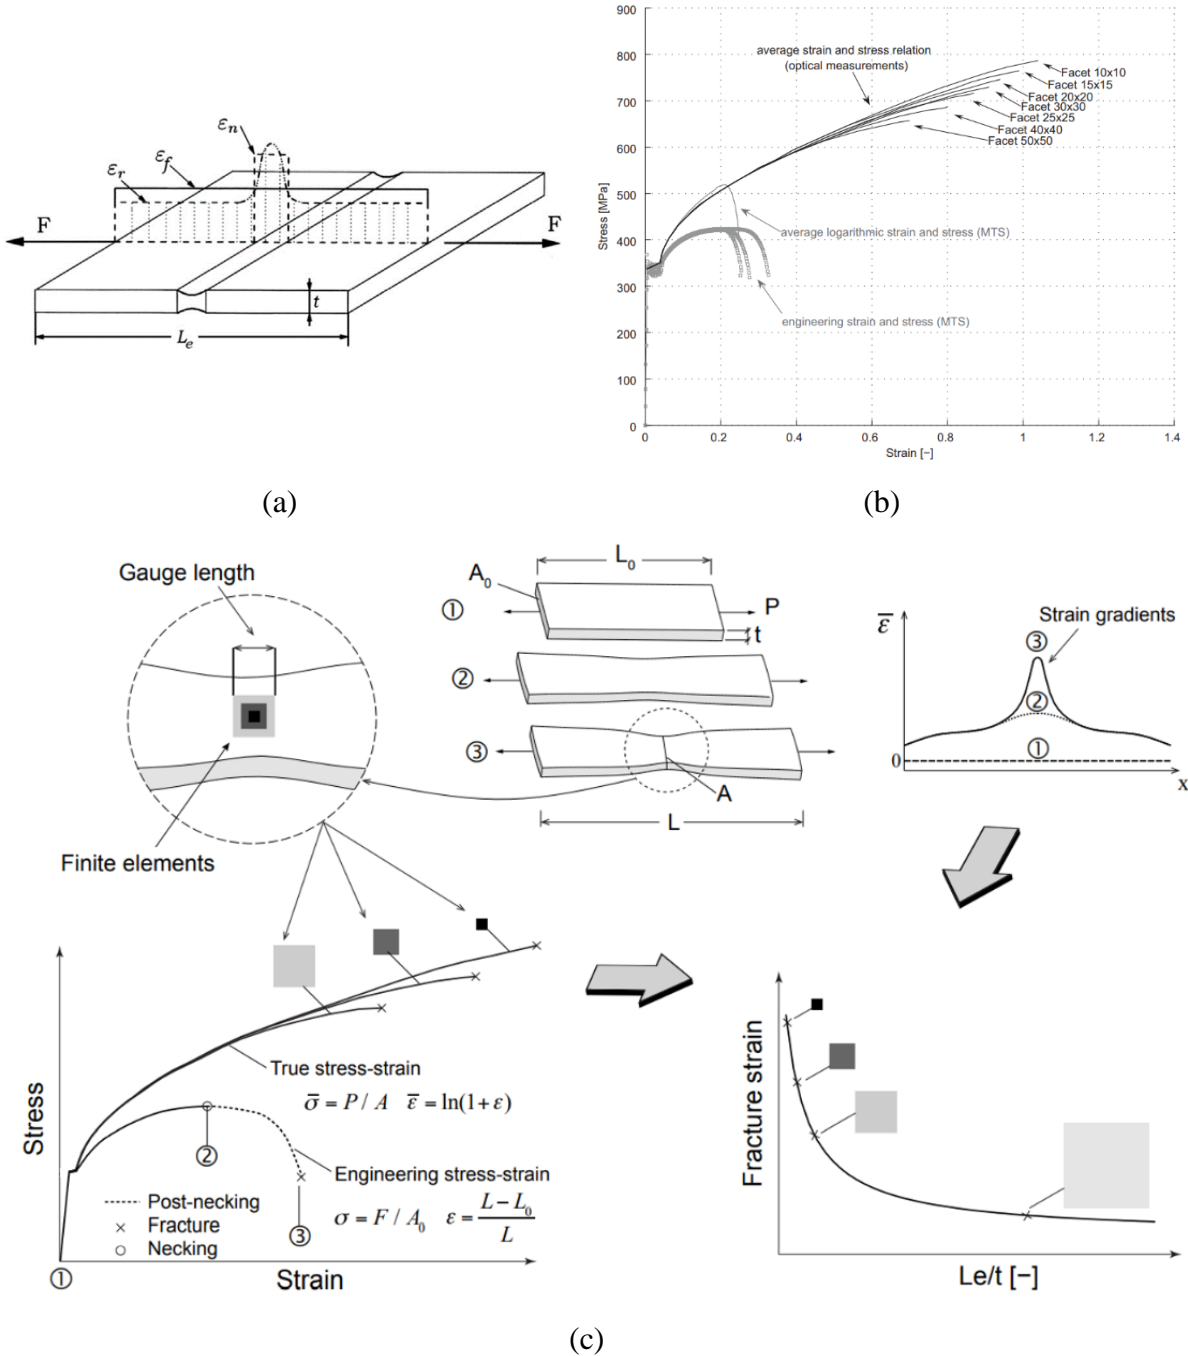 ε_n
ε_f
ε_r
F
F
t
L_e
(a)
900
800
700
600
500
400
300
200
100
0
Stress [MPa]
0
0.2
0.4
0.6
0.8
1
1.2
1.4
Strain [−]
average strain and stress relation
(optical measurements)
Facet 10x10
Facet 15x15
Facet 20x20
Facet 30x30
Facet 25x25
Facet 40x40
Facet 50x50
average logarithmic strain and stress (MTS)
engineering strain and stress (MTS)
(b)
Gauge length
Finite elements
L₀
A₀
① P
t
②
③
A
L
ε̅
Strain gradients
③
②
①
0
x
Stress
True stress-strain
σ̅ = P / A ε̅ = ln(1+ε)
②
Engineering stress-strain
σ = F / A₀ ε = (L − L₀) / L
③
Post-necking
Fracture
Necking
①
Strain
Fracture strain
Le/t [-]
(c)